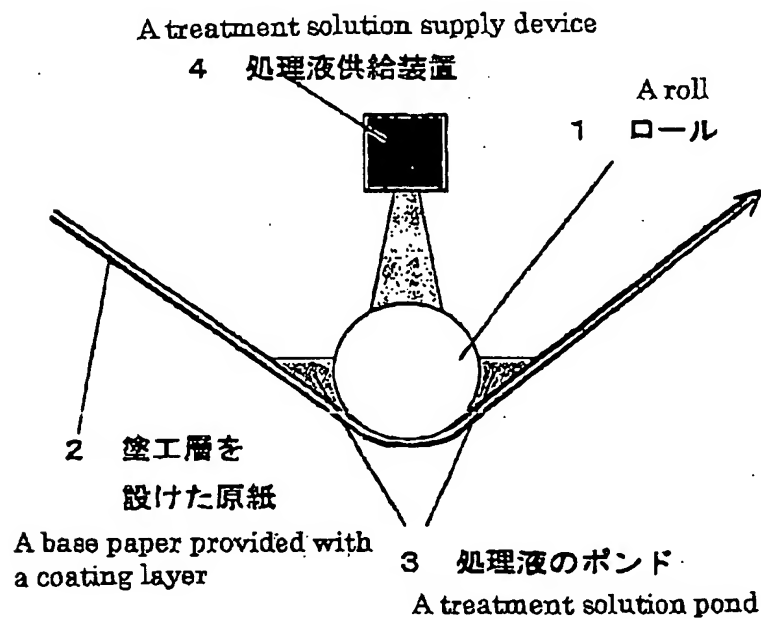 A treatment solution supply device
4 処理液供給装置
A roll
1 ロール
2 塗工層を
設けた原紙
A base paper provided with
a coating layer
3 処理液のポンド
A treatment solution pond